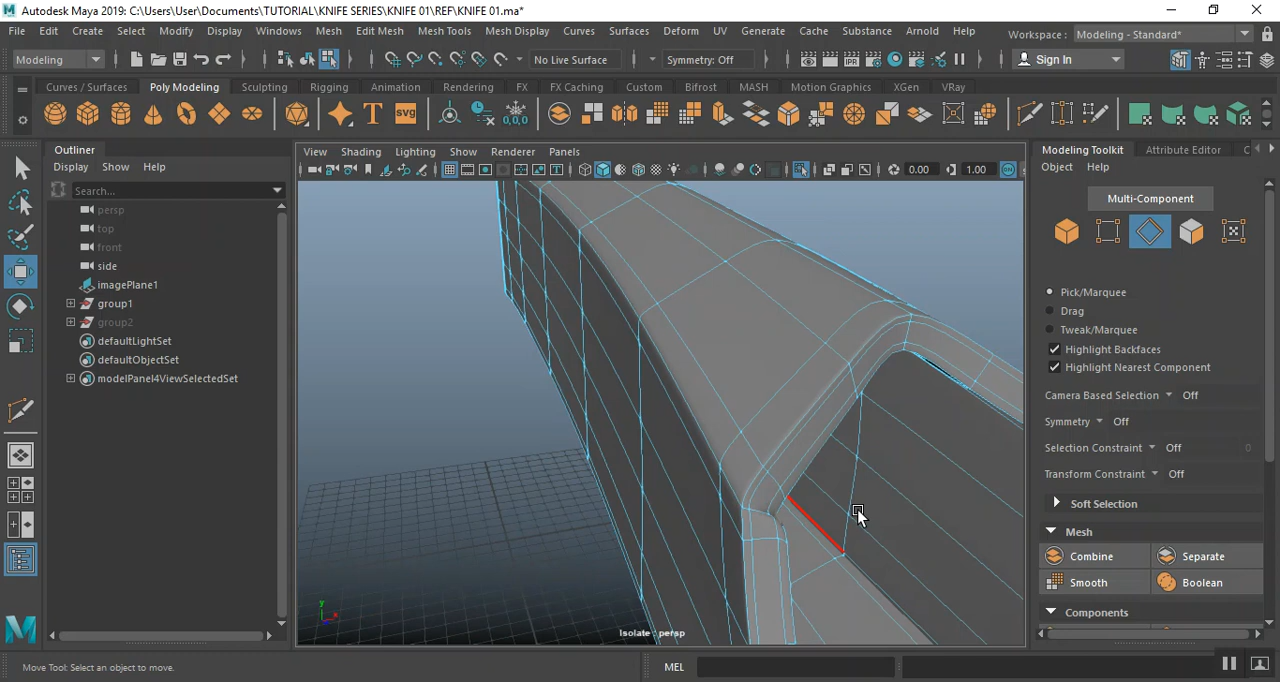 Autodesk Maya 2019: C:\Users\User\Documents\TUTORIAL\KNIFE SERIES\KNIFE 01\REF\KNIFE 01.ma*
File Edit Create Select Modify Display Windows Mesh Edit Mesh Mesh Tools Mesh Display Curves Surfaces Deform UV Generate Cache Substance Arnold Help Workspace : Modeling - Standard*
Modeling No Live Surface Symmetry: Off Sign In
Curves / Surfaces Poly Modeling Sculpting Rigging Animation Rendering FX FX Caching Custom Bifrost MASH Motion Graphics XGen VRay
T SVG 0,0,0
Outliner
Display Show Help
Search...
persp
top
front
side
imagePlane1
group1
group2
defaultLightSet
defaultObjectSet
modelPanel4ViewSelectedSet
View Shading Lighting Show Renderer Panels
0.00 1.00
y
x
Isolate : persp
Modeling Toolkit Attribute Editor C
Object Help
Multi-Component
Pick/Marquee
Drag
Tweak/Marquee
Highlight Backfaces
Highlight Nearest Component
Camera Based Selection Off
Symmetry Off
Selection Constraint Off 0
Transform Constraint Off
Soft Selection
Mesh
Combine Separate
Smooth Boolean
Components
Move Tool: Select an object to move. MEL